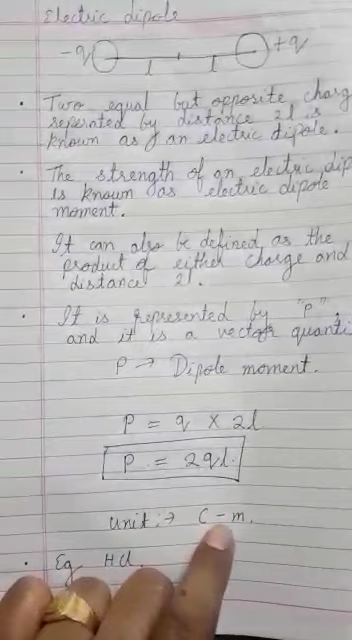 Electric dipole
-q +q
l l
. Two equal but opposite charg
seperated by distance 2l is
known as an electric dipole.
. The strength of an electric dip
is known as electric dipole
moment.
It can also be defined as the
product of either charge and
distance 2l.
. It is represented by "P",
and it is a vector quanti
P → Dipole moment.
P = q × 2l
P = 2ql.
unit :→ C-m.
. Eg HCl